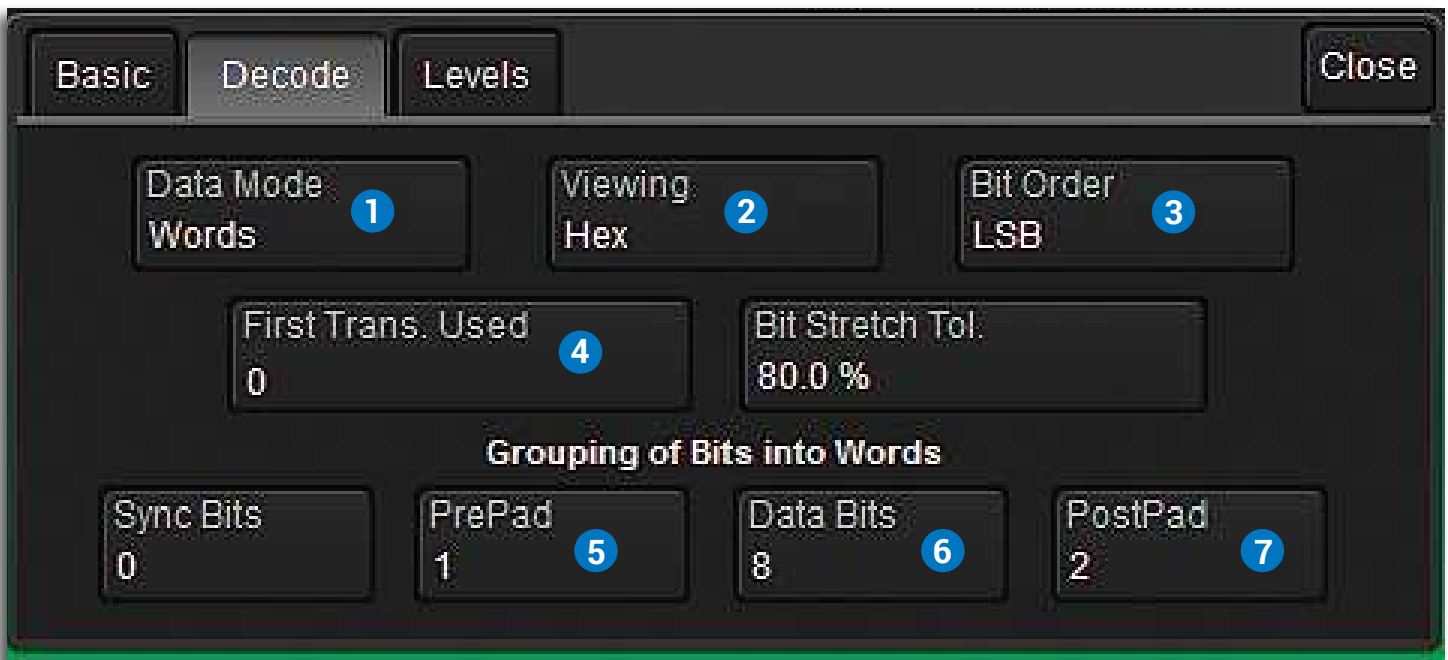 Basic Decode Levels Close
Data Mode Viewing Bit Order
1 2 3
Words Hex LSB
First Trans. Used Bit Stretch Tol.
4
0 80.0 %
Grouping of Bits into Words
Sync Bits PrePad Data Bits PostPad
5 6 7
0 1 8 2